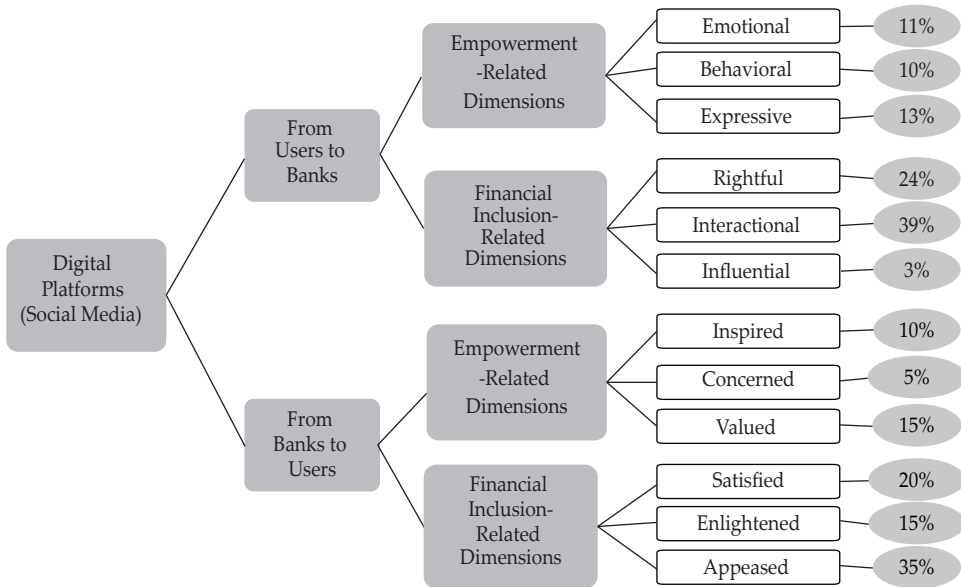 Digital
Platforms
(Social Media)
From
Users to
Banks
Empowerment
-Related
Dimensions
Emotional
11%
Behavioral
10%
Expressive
13%
Financial
Inclusion-
Related
Dimensions
Rightful
24%
Interactional
39%
Influential
3%
From
Banks to
Users
Empowerment
-Related
Dimensions
Inspired
10%
Concerned
5%
Valued
15%
Financial
Inclusion-
Related
Dimensions
Satisfied
20%
Enlightened
15%
Appeased
35%